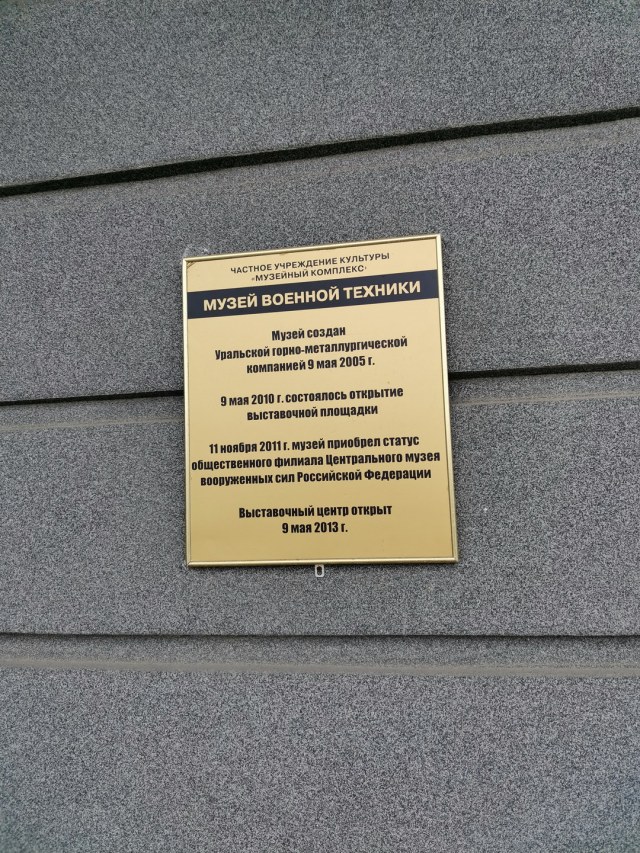 ЧАСТНОЕ УЧРЕЖДЕНИЕ КУЛЬТУРЫ
«МУЗЕЙНЫЙ КОМПЛЕКС»
МУЗЕЙ ВОЕННОЙ ТЕХНИКИ
Музей создан
Уральской горно-металлургической
компанией 9 мая 2005 г.
9 мая 2010 г. состоялось открытие
выставочной площадки
11 ноября 2011 г. музей приобрел статус
общественного филиала Центрального музея
вооруженных сил Российской Федерации
Выставочный центр открыт
9 мая 2013 г.